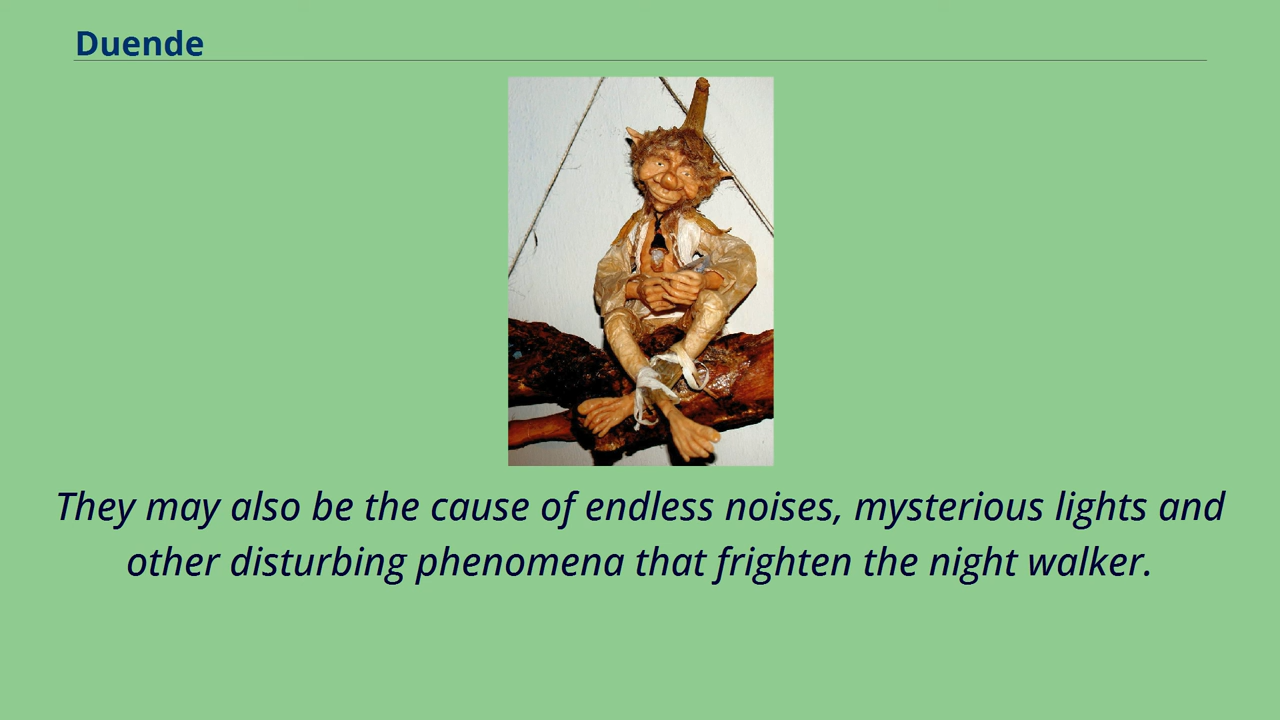 Duende
They may also be the cause of endless noises, mysterious lights and
other disturbing phenomena that frighten the night walker.